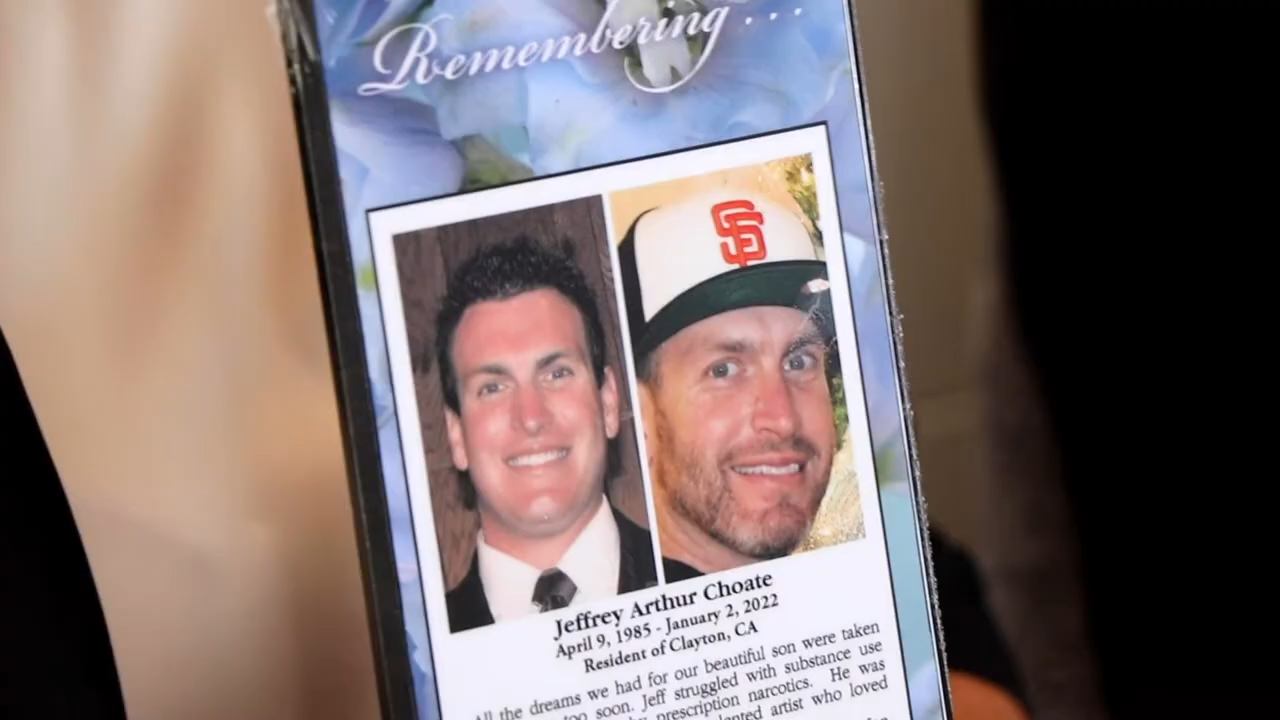 Remembering...
SF
Jeffrey Arthur Choate
April 9, 1985 - January 2, 2022
Resident of Clayton, CA
All the dreams we had for our beautiful son were taken
too soon. Jeff struggled with substance use
prescription narcotics. He was
artist who loved